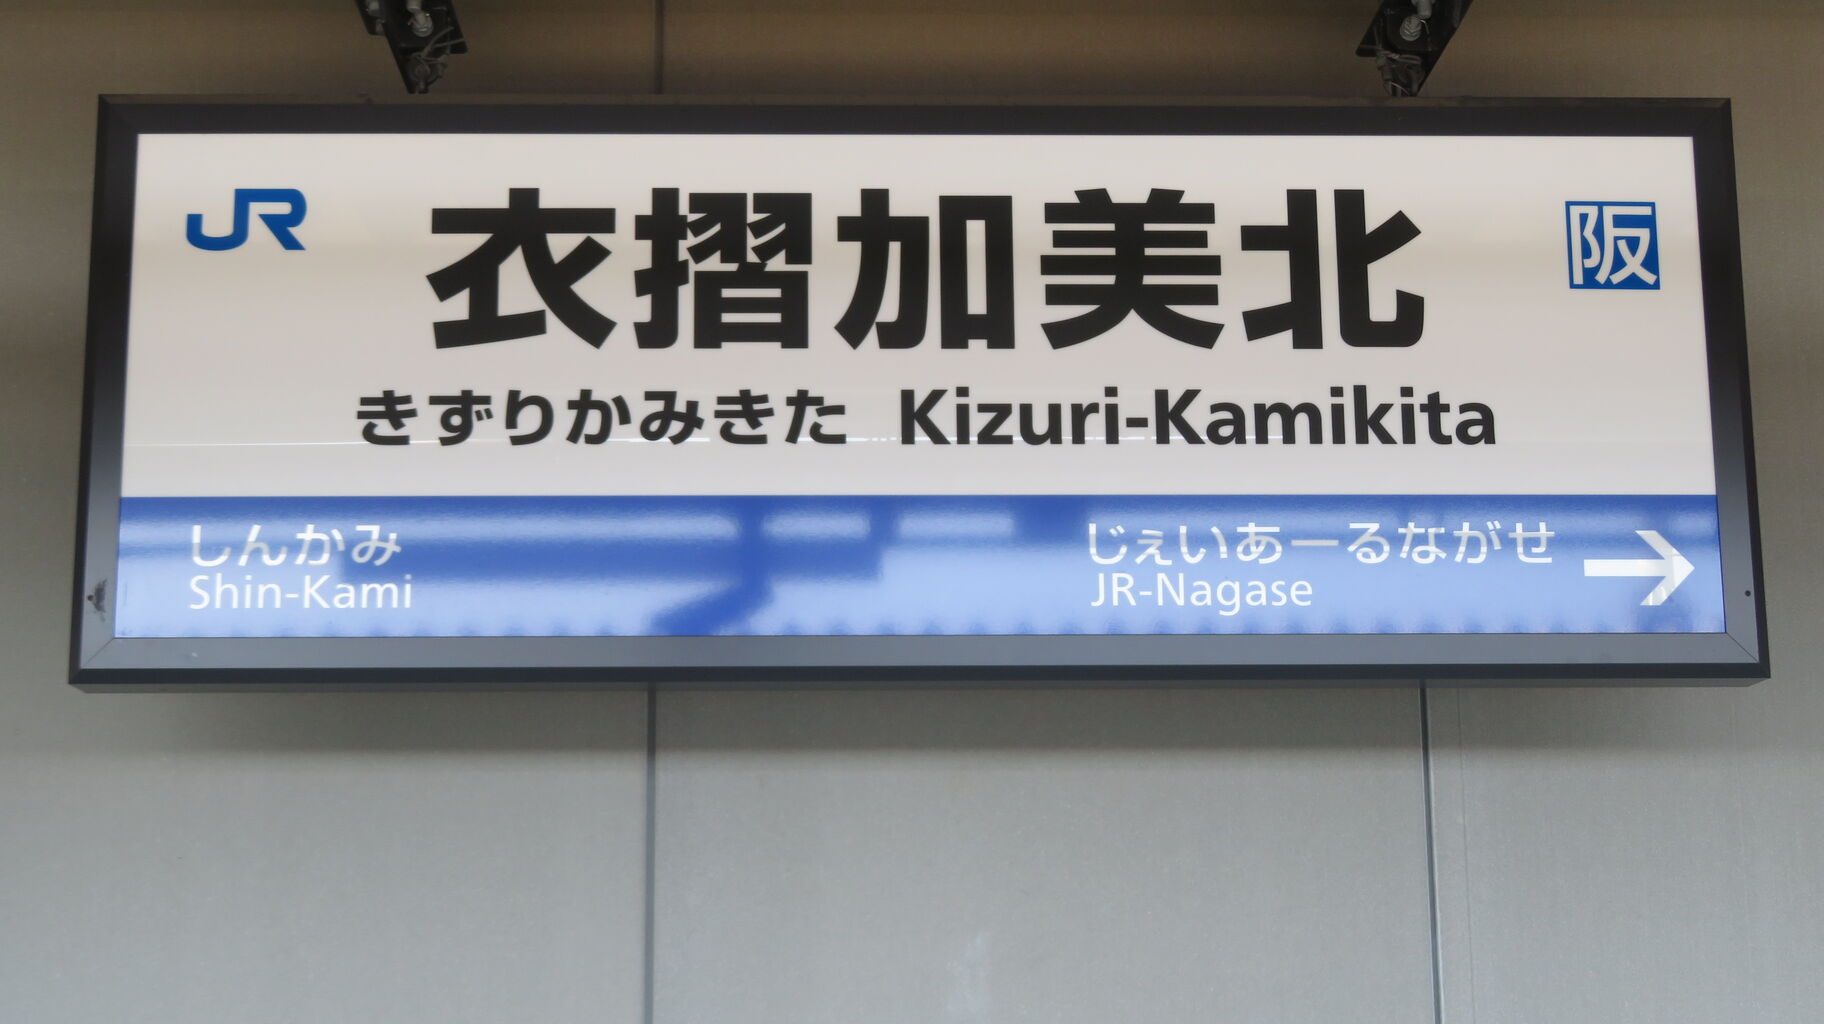 JR
衣摺加美北
阪
きずりかみきた Kizuri-Kamikita
しんかみ
Shin-Kami
じぇいあーるながせ
JR-Nagase
→